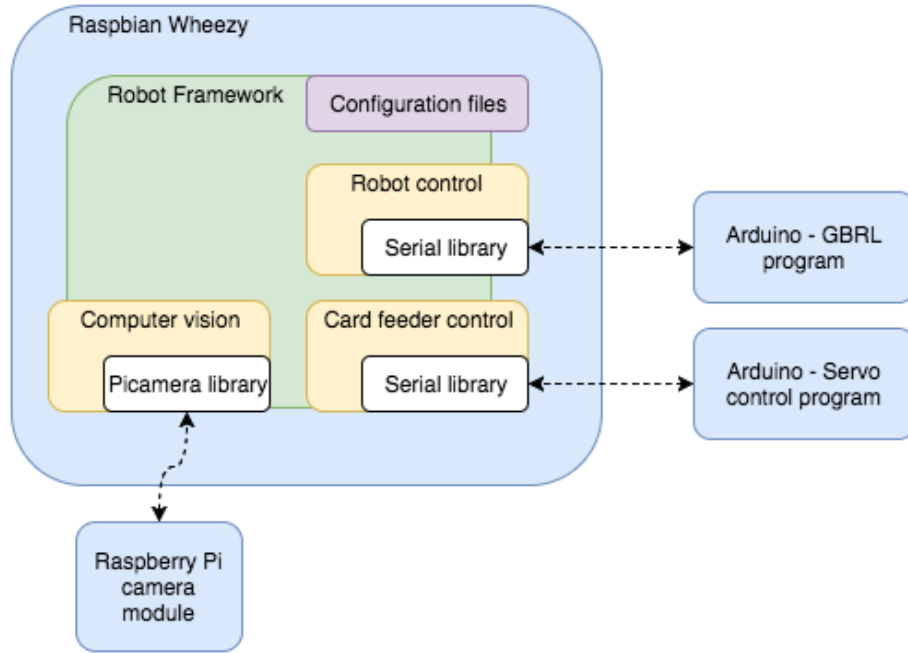 Raspbian Wheezy
Robot Framework
Configuration files
Robot control
Serial library
Arduino - GBRL
program
Computer vision
Picamera library
Card feeder control
Serial library
Arduino - Servo
control program
Raspberry Pi
camera
module